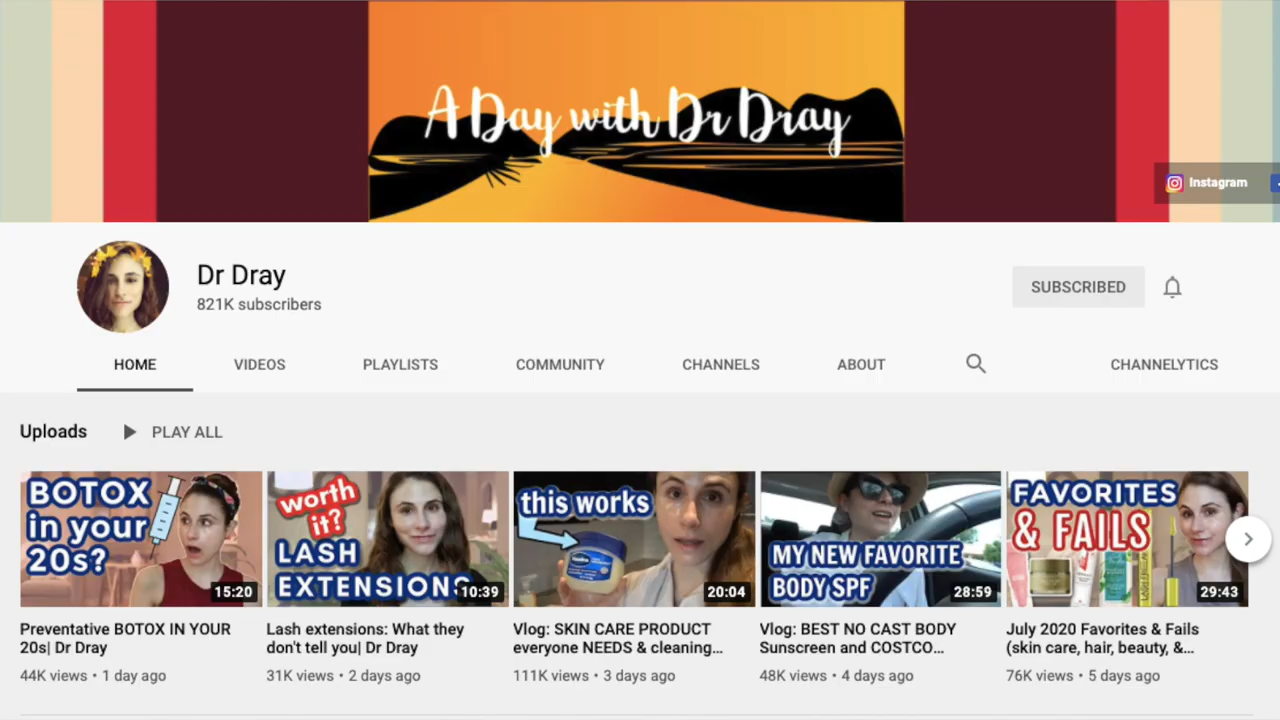 A Day with Dr Dray
Instagram
Dr Dray
821K subscribers
SUBSCRIBED
HOME
VIDEOS
PLAYLISTS
COMMUNITY
CHANNELS
ABOUT
CHANNELYTICS
Uploads
PLAY ALL
BOTOX
in your
20s?
15:20
worth
it?
LASH
EXTENSIONS
10:39
this works
Vaseline
20:04
MY NEW FAVORITE
BODY SPF
28:59
FAVORITES
& FAILS
29:43
Preventative BOTOX IN YOUR
20s| Dr Dray
44K views • 1 day ago
Lash extensions: What they
don't tell you| Dr Dray
31K views • 2 days ago
Vlog: SKIN CARE PRODUCT
everyone NEEDS & cleaning...
111K views • 3 days ago
Vlog: BEST NO CAST BODY
Sunscreen and COSTCO...
48K views • 4 days ago
July 2020 Favorites & Fails
(skin care, hair, beauty, &...
76K views • 5 days ago